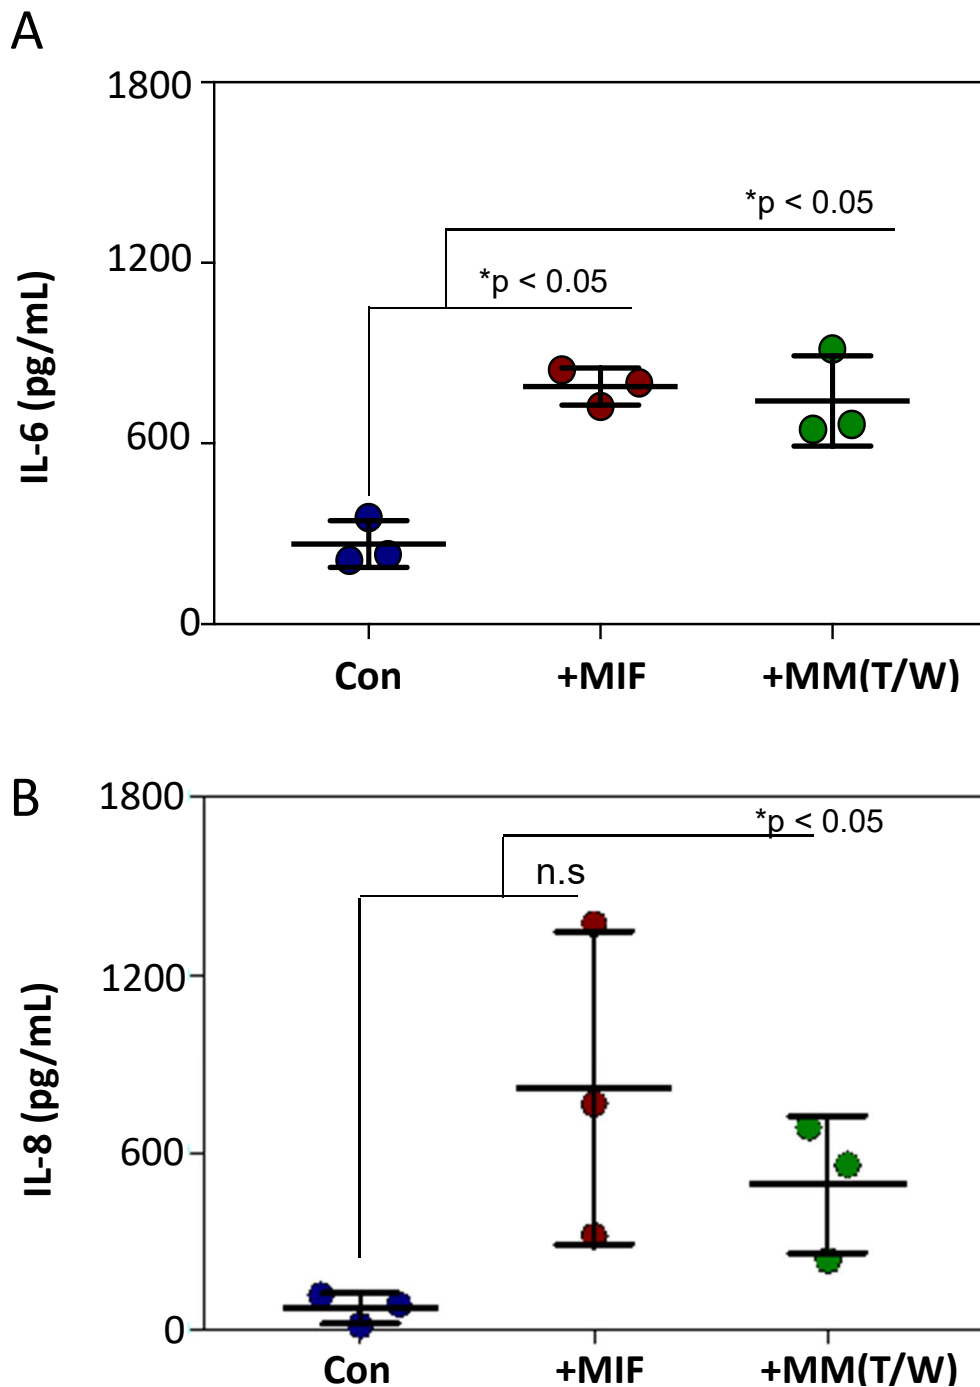 A
1800
*p < 0.05
1200
*p < 0.05
IL-6 (pg/mL)
600
0
Con +MIF +MM(T/W)
B
1800
*p < 0.05
n.s
1200
IL-8 (pg/mL)
600
0
Con +MIF +MM(T/W)